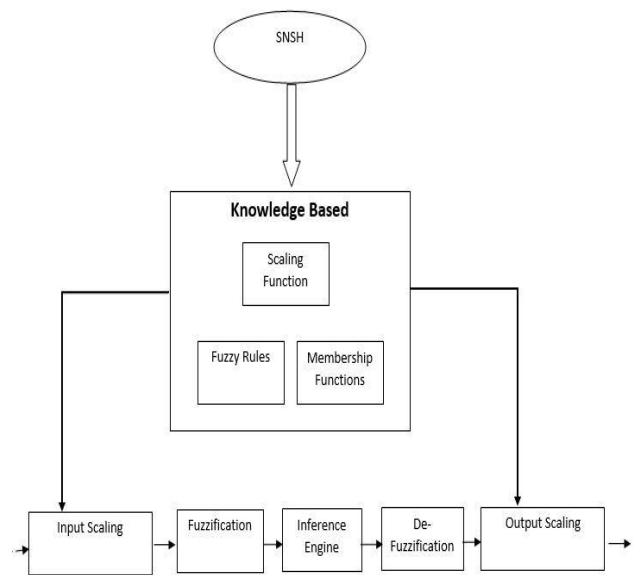 SNSH
Knowledge Based
Scaling
Function
Fuzzy Rules
Membership
Functions
Input Scaling
Fuzzification
Inference
Engine
De-
Fuzzification
Output Scaling